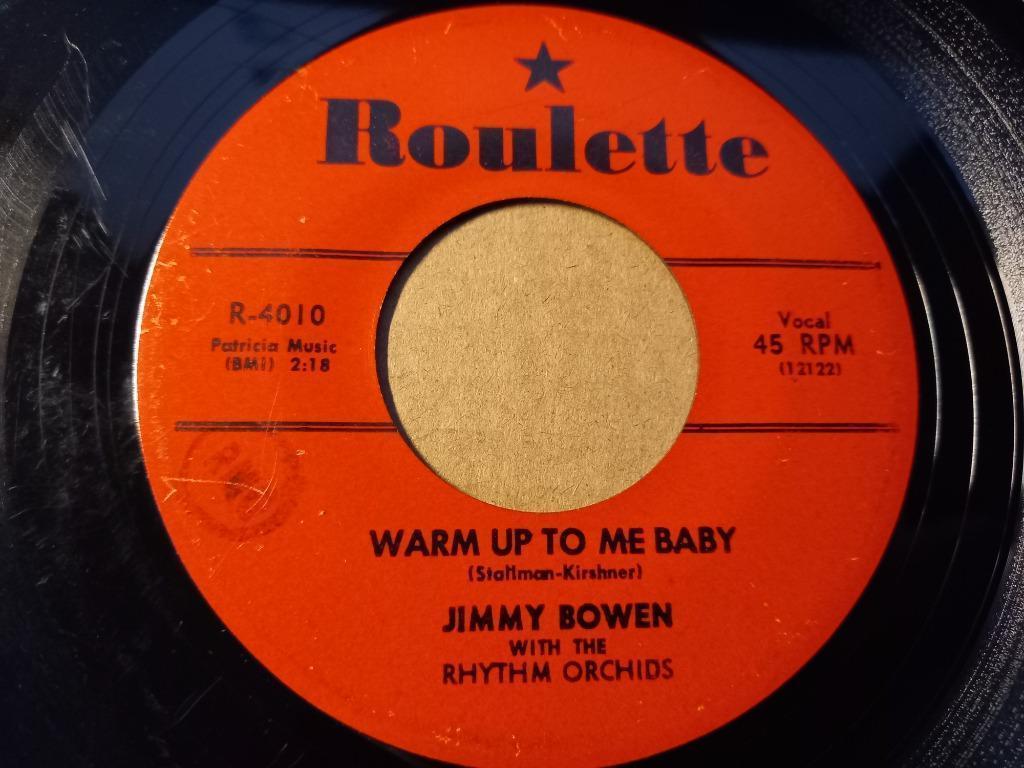 Roulette
R-4010
Patricia Music
(BMI) 2:18
Vocal
45 RPM
(12122)
WARM UP TO ME BABY
(Stallman-Kirshner)
JIMMY BOWEN
WITH THE
RHYTHM ORCHIDS